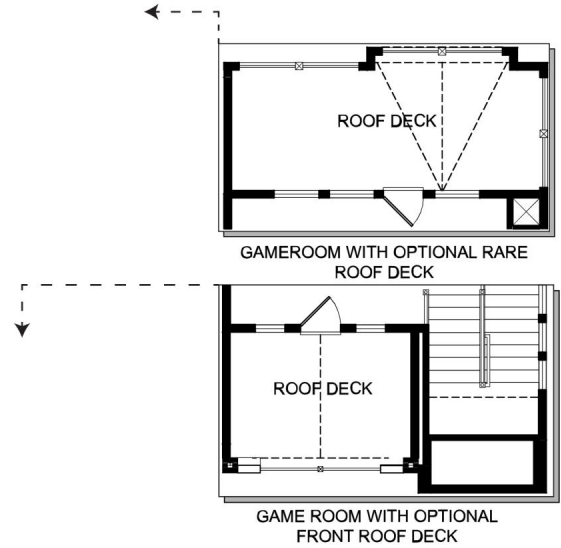 ROOF DECK
GAMEROOM WITH OPTIONAL RARE
ROOF DECK
ROOF DECK
GAME ROOM WITH OPTIONAL
FRONT ROOF DECK